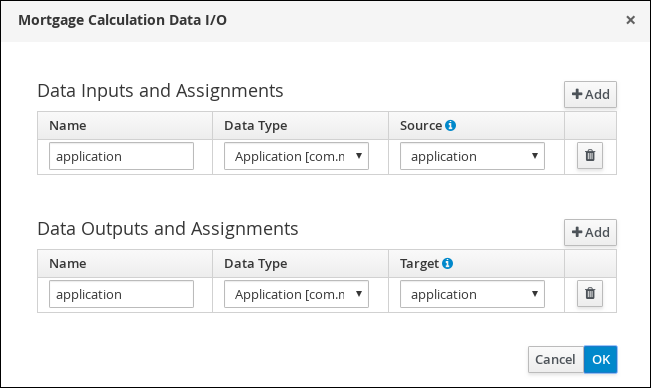 Mortgage Calculation Data I/O ×
Data Inputs and Assignments
+ Add
Name Data Type Source
application Application [com.n application
Data Outputs and Assignments
+ Add
Name Data Type Target
application Application [com.n application
Cancel OK